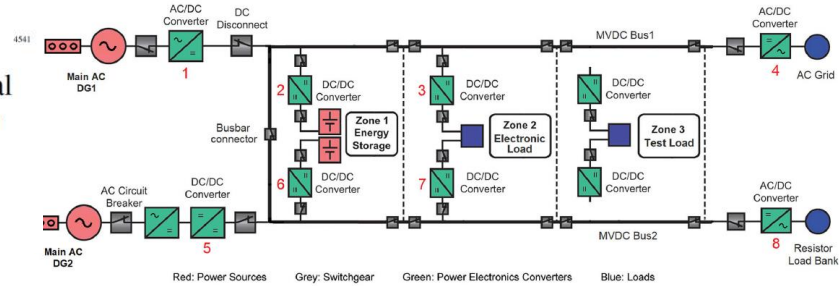 4541
al
AC/DC
Converter
1
DC
Disconnect
Main AC
DG1
MVDC Bus1
AC/DC
Converter
4
AC Grid
2
DC/DC
Converter
Zone 1
Energy
Storage
3
DC/DC
Converter
Zone 2
Electronic
Load
DC/DC
Converter
Zone 3
Test Load
Busbar
connector
6
DC/DC
Converter
7
DC/DC
Converter
DC/DC
Converter
AC Circuit
Breaker
DC/DC
Converter
5
Main AC
DG2
MVDC Bus2
AC/DC
Converter
8
Resistor
Load Bank
Red: Power Sources Grey: Switchgear Green: Power Electronics Converters Blue: Loads